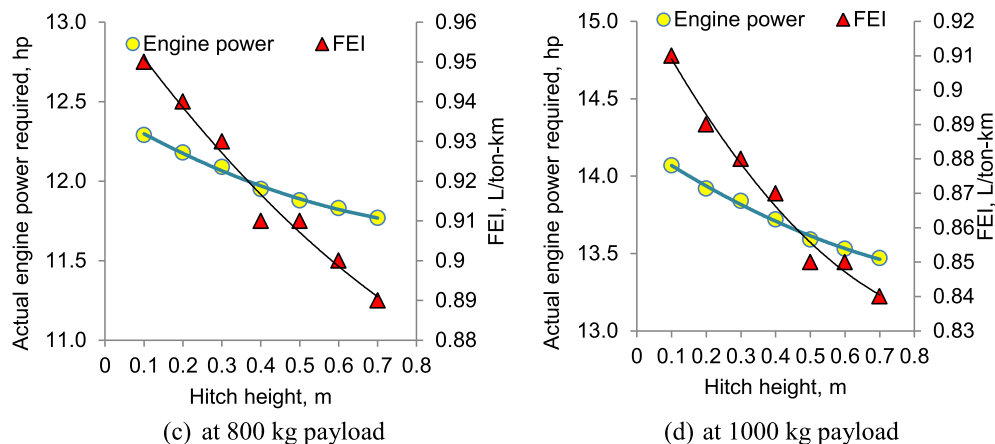 13.0
12.5
12.0
11.5
11.0
Actual engine power required, hp
Engine power
FEI
0.96
0.95
0.94
0.93
0.92
0.91
0.9
0.89
0.88
FEI, L/ton-km
0 0.1 0.2 0.3 0.4 0.5 0.6 0.7 0.8
Hitch height, m
(c) at 800 kg payload
15.0
14.5
14.0
13.5
13.0
Actual engine power required, hp
Engine power
FEI
0.92
0.91
0.90
0.89
0.88
0.87
0.86
0.85
0.84
0.83
FEI, L/ton-km
0 0.1 0.2 0.3 0.4 0.5 0.6 0.7 0.8
Hitch height, m
(d) at 1000 kg payload